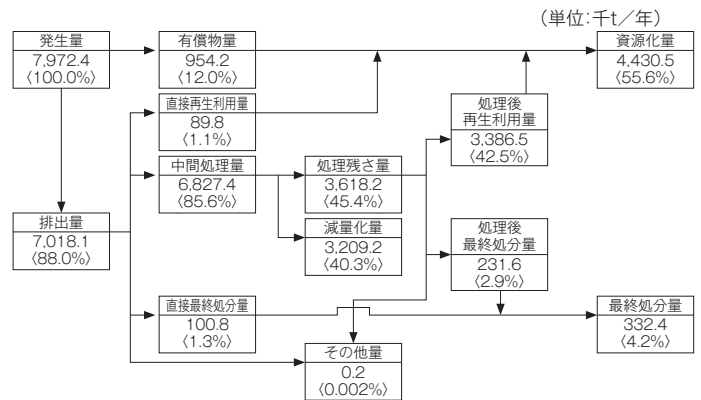 （単位:千t／年）
発生量
7,972.4
〈100.0%〉
有償物量
954.2
〈12.0%〉
資源化量
4,430.5
〈55.6%〉
直接再生利用量
89.8
〈1.1%〉
処理後
再生利用量
3,386.5
〈42.5%〉
中間処理量
6,827.4
〈85.6%〉
処理残さ量
3,618.2
〈45.4%〉
排出量
7,018.1
〈88.0%〉
減量化量
3,209.2
〈40.3%〉
処理後
最終処分量
231.6
〈2.9%〉
直接最終処分量
100.8
〈1.3%〉
最終処分量
332.4
〈4.2%〉
その他量
0.2
〈0.002%〉